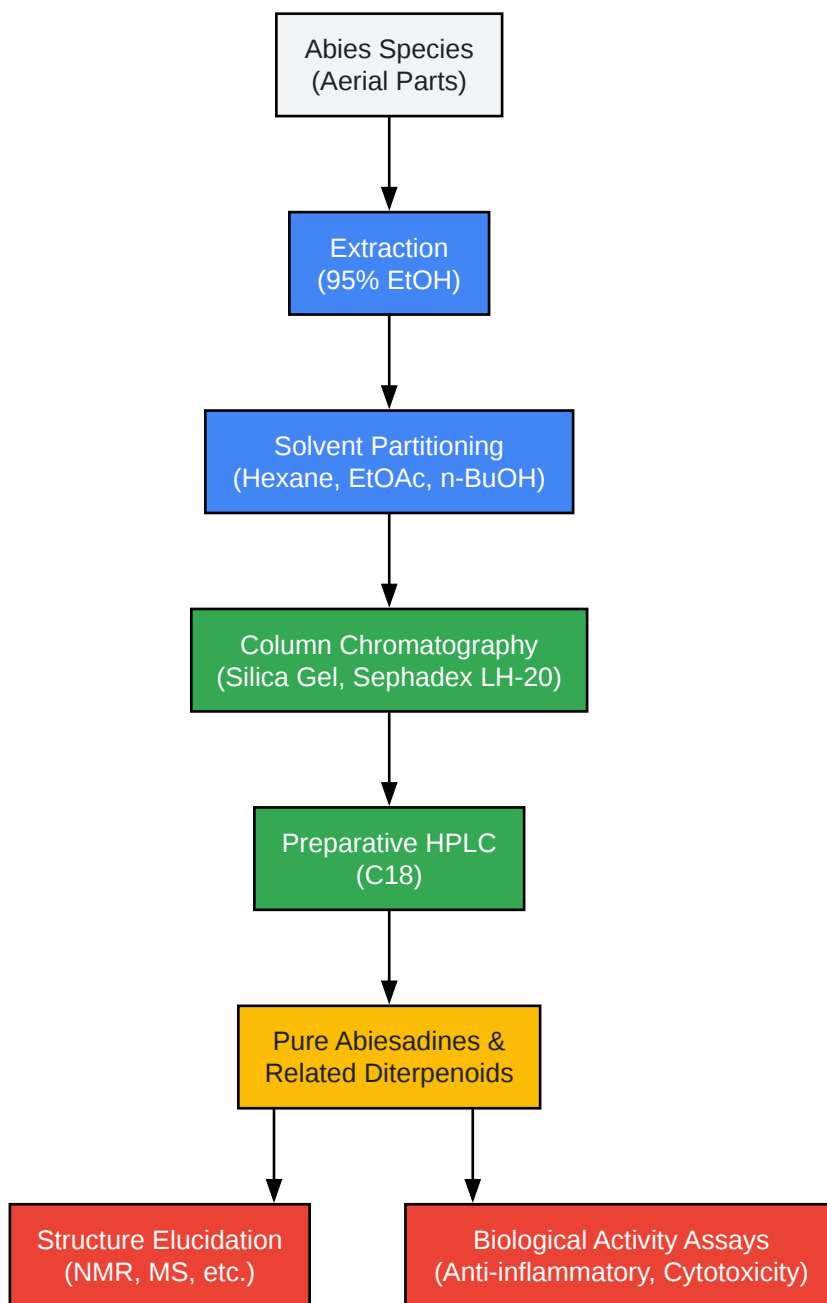 Abies Species
(Aerial Parts)
Extraction
(95% EtOH)
Solvent Partitioning
(Hexane, EtOAc, n-BuOH)
Column Chromatography
(Silica Gel, Sephadex LH-20)
Preparative HPLC
(C18)
Pure Abiesadines &
Related Diterpenoids
Structure Elucidation
(NMR, MS, etc.)
Biological Activity Assays
(Anti-inflammatory, Cytotoxicity)